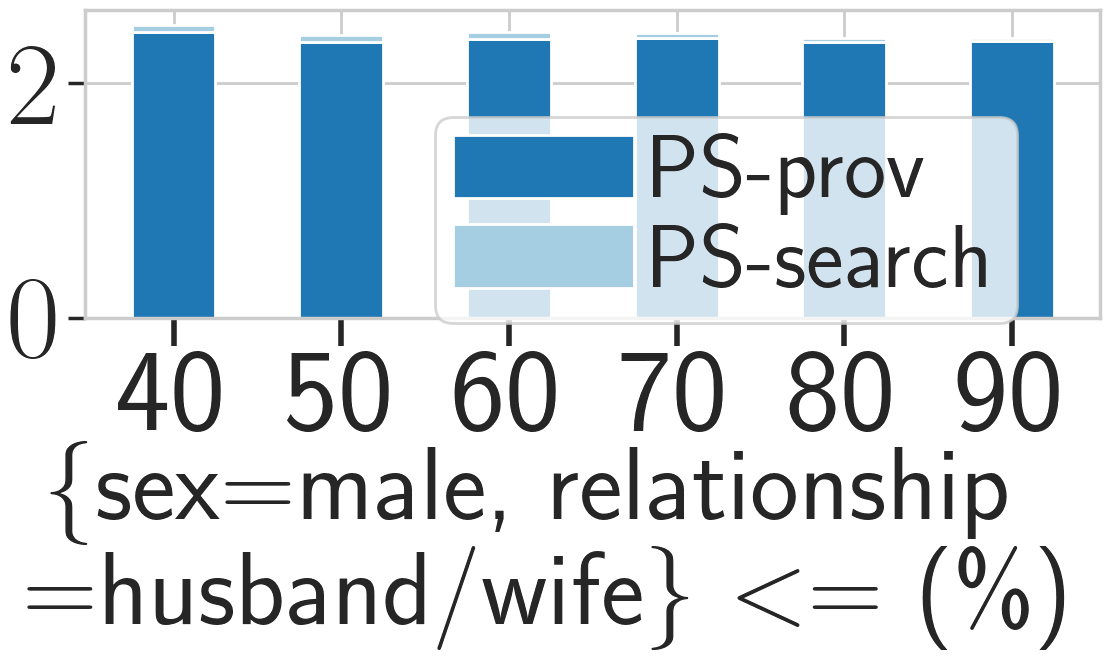 2
PS-prov
PS-search
0
40 50 60 70 80 90
{sex=male, relationship
=husband/wife} <= (%)